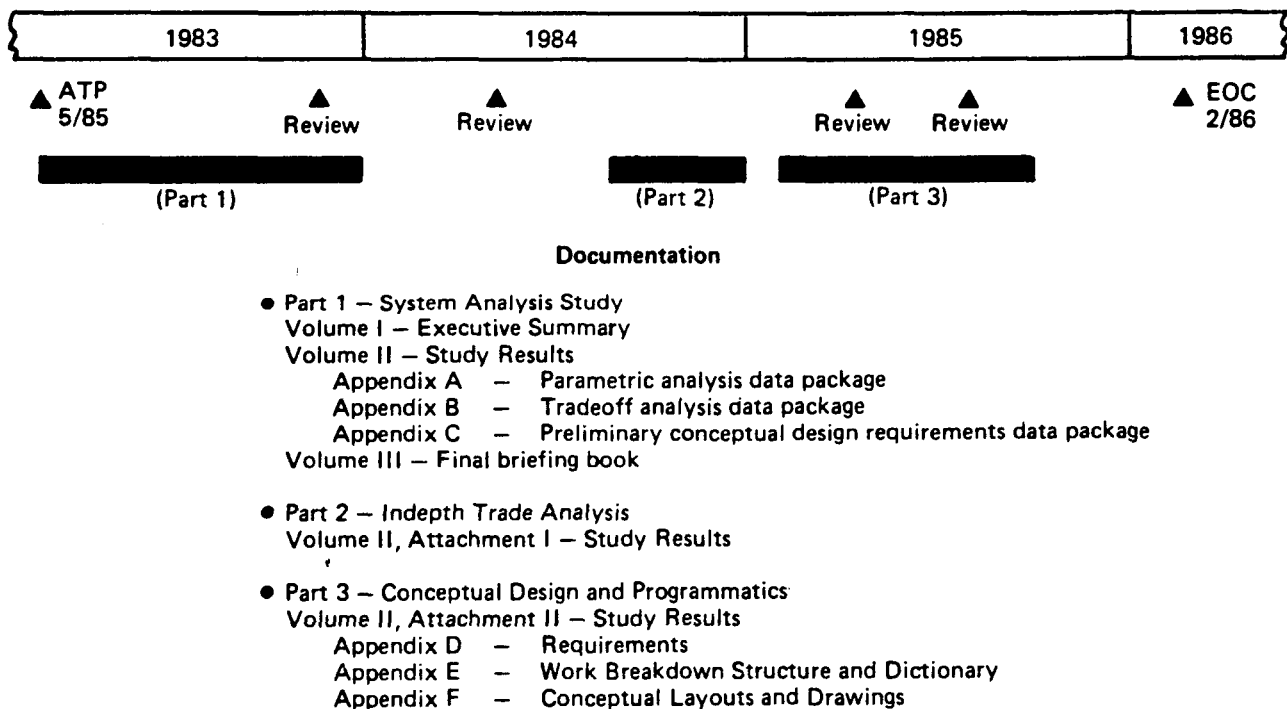 1983 1984 1985 1986
▲ ATP ▲ ▲ ▲ ▲ ▲ EOC
5/85 Review Review Review Review 2/86
(Part 1) (Part 2) (Part 3)
Documentation
● Part 1 – System Analysis Study
Volume I – Executive Summary
Volume II – Study Results
Appendix A – Parametric analysis data package
Appendix B – Tradeoff analysis data package
Appendix C – Preliminary conceptual design requirements data package
Volume III – Final briefing book
● Part 2 – Indepth Trade Analysis
Volume II, Attachment I – Study Results
● Part 3 – Conceptual Design and Programmatics
Volume II, Attachment II – Study Results
Appendix D – Requirements
Appendix E – Work Breakdown Structure and Dictionary
Appendix F – Conceptual Layouts and Drawings